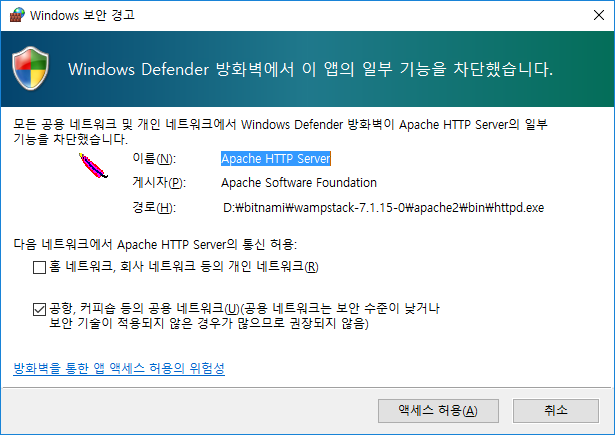 Windows 보안 경고
Windows Defender 방화벽에서 이 앱의 일부 기능을 차단했습니다.
모든 공용 네트워크 및 개인 네트워크에서 Windows Defender 방화벽이 Apache HTTP Server의 일부
기능을 차단했습니다.
이름(N): Apache HTTP Server
게시자(P): Apache Software Foundation
경로(H): D:₩bitnami₩wampstack-7.1.15-0₩apache2₩bin₩httpd.exe
다음 네트워크에서 Apache HTTP Server의 통신 허용:
홈 네트워크, 회사 네트워크 등의 개인 네트워크(R)
공항, 커피숍 등의 공용 네트워크(U)(공용 네트워크는 보안 수준이 낮거나
보안 기술이 적용되지 않은 경우가 많으므로 권장되지 않음)
방화벽을 통한 앱 액세스 허용의 위험성
액세스 허용(A) 취소